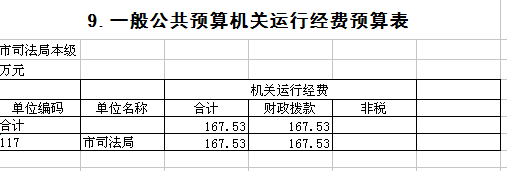 9.一般公共预算机关运行经费预算表
市司法局本级
万元
机关运行经费
单位编码 单位名称 合计 财政拨款 非税
合计 167.53 167.53
117 市司法局 167.53 167.53